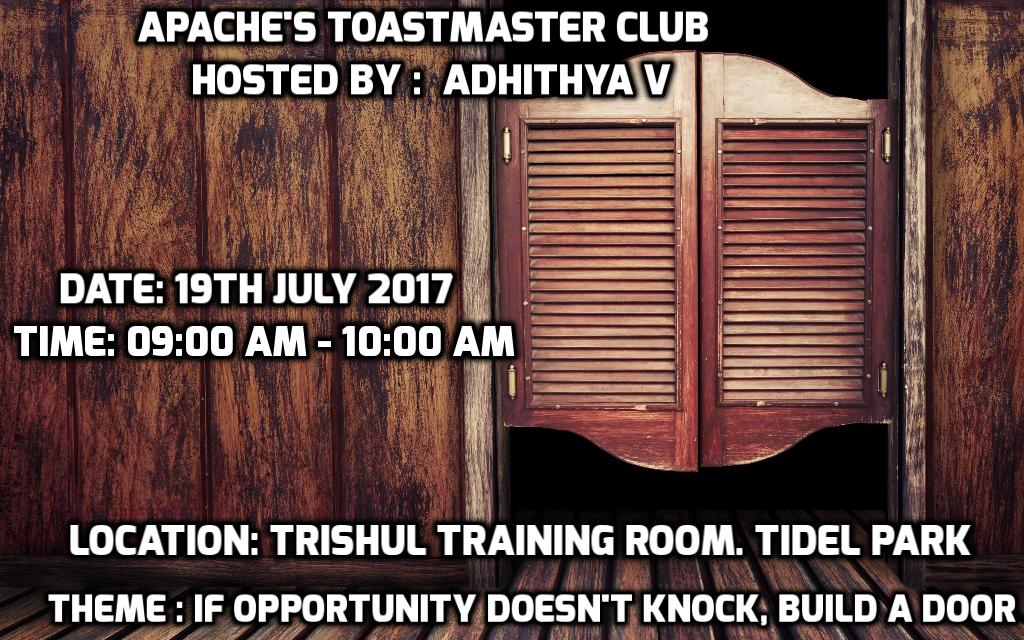 APACHE'S TOASTMASTER CLUB
HOSTED BY : ADHITHYA V
DATE: 19TH JULY 2017
TIME: 09:00 AM - 10:00 AM
LOCATION: TRISHUL TRAINING ROOM. TIDEL PARK
THEME : IF OPPORTUNITY DOESN'T KNOCK, BUILD A DOOR